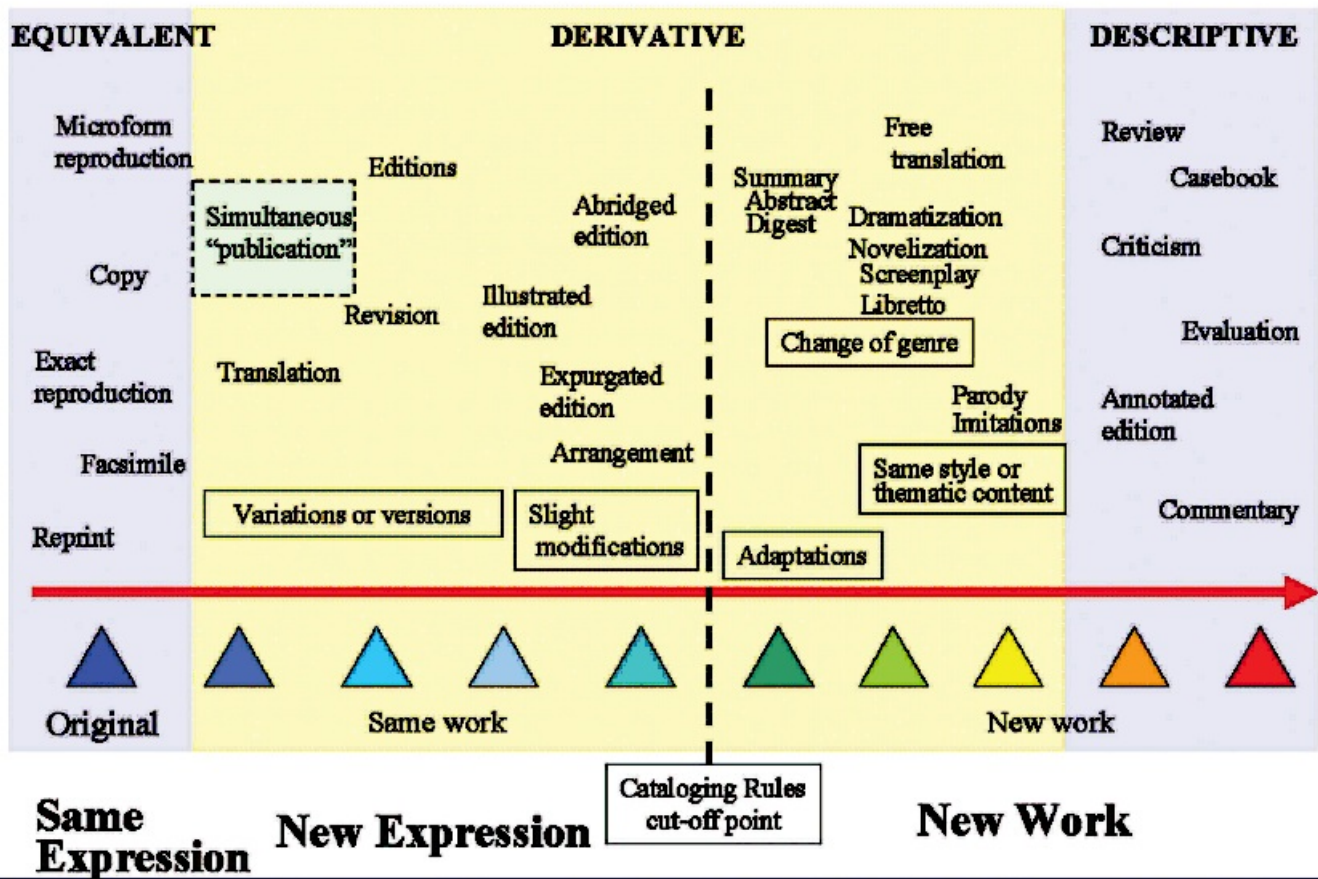 EQUIVALENT
DERIVATIVE
DESCRIPTIVE
Microform
reproduction
Copy
Exact
reproduction
Facsimile
Reprint
Simultaneous
“publication”
Editions
Revision
Translation
Abridged
edition
Illustrated
edition
Expurgated
edition
Arrangement
Variations or versions
Slight
modifications
Free
translation
Summary
Abstract
Digest
Dramatization
Novelization
Screenplay
Libretto
Change of genre
Parody
Imitations
Same style or
thematic content
Adaptations
Review
Casebook
Criticism
Evaluation
Annotated
edition
Commentary
Original
Same work
New work
Same
Expression
New Expression
Cataloging Rules
cut-off point
New Work